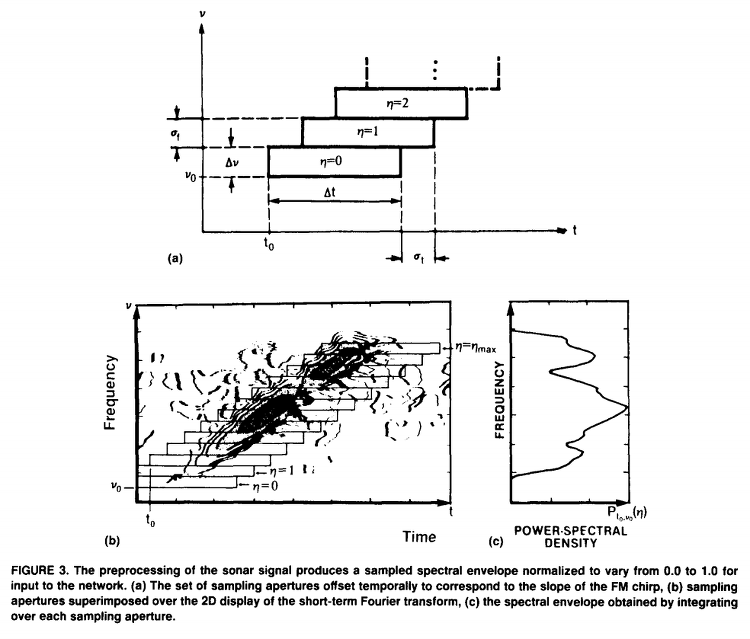 ν
η=2
η=1
η=0
σf
Δν
ν0
Δt
t
t0
σt
(a)
ν
Frequency
η=ηmax
η=1
η=0
ν0
t0
t
Time
(b)
FREQUENCY
Pt0,ν0(η)
POWER-SPECTRAL
DENSITY
(c)
FIGURE 3. The preprocessing of the sonar signal produces a sampled spectral envelope normalized to vary from 0.0 to 1.0 for
input to the network. (a) The set of sampling apertures offset temporally to correspond to the slope of the FM chirp, (b) sampling
apertures superimposed over the 2D display of the short-term Fourier transform, (c) the spectral envelope obtained by integrating
over each sampling aperture.